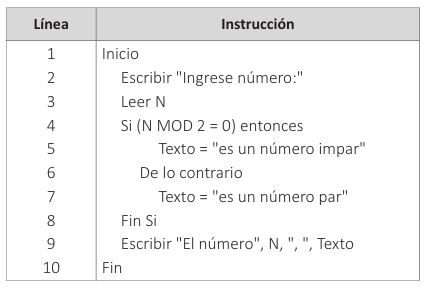 Línea Instrucción
1 Inicio
2 Escribir "Ingrese número:"
3 Leer N
4 Si (N MOD 2 = 0) entonces
5 Texto = "es un número impar"
6 De lo contrario
7 Texto = "es un número par"
8 Fin Si
9 Escribir "El número", N, ", ", Texto
10 Fin